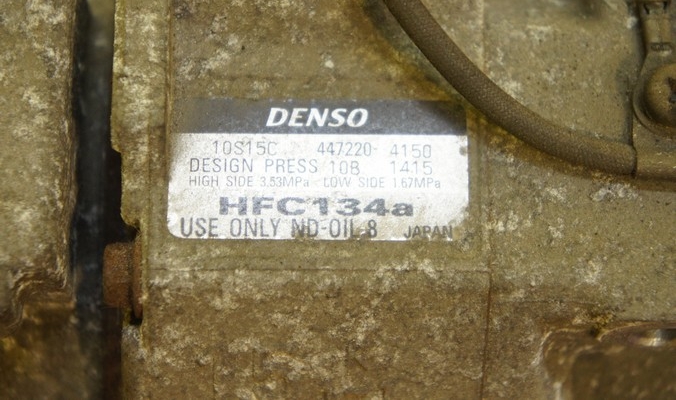 DENSO
10S15C 447220-4150
DESIGN PRESS 108 1415
HIGH SIDE 3.53MPa LOW SIDE 1.67MPa
HFC134a
USE ONLY ND-OIL 8 JAPAN